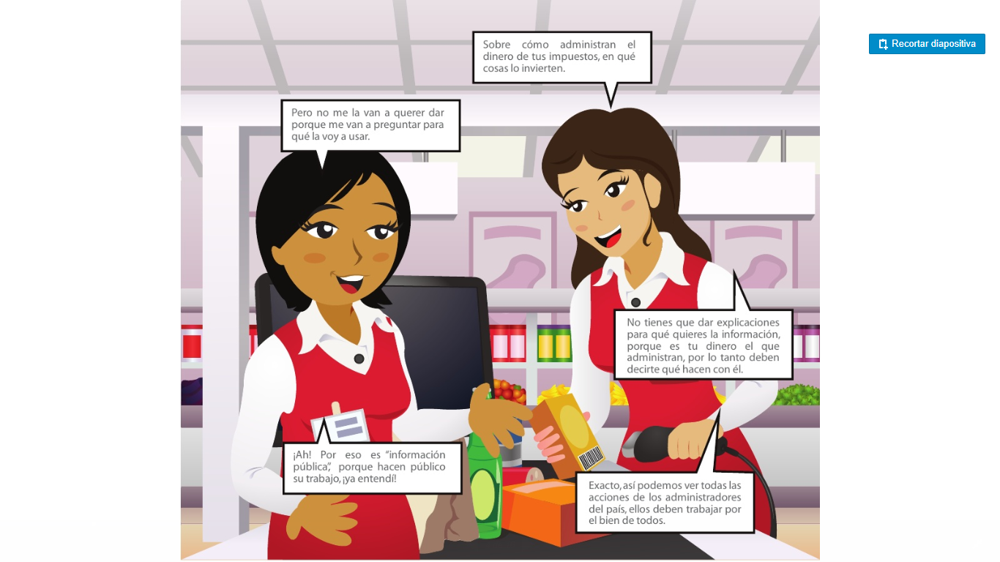 Sobre cómo administran el
dinero de tus impuestos, en qué
cosas lo invierten.
Recortar diapositiva
Pero no me la van a querer dar
porque me van a preguntar para
qué la voy a usar.
No tienes que dar explicaciones
para qué quieres la información,
porque es tu dinero el que
administran, por lo tanto deben
decirte qué hacen con él.
¡Ah! Por eso es “información
pública”, porque hacen público
su trabajo, ¡ya entendí!
Exacto, así podemos ver todas las
acciones de los administradores
del país, ellos deben trabajar por
el bien de todos.